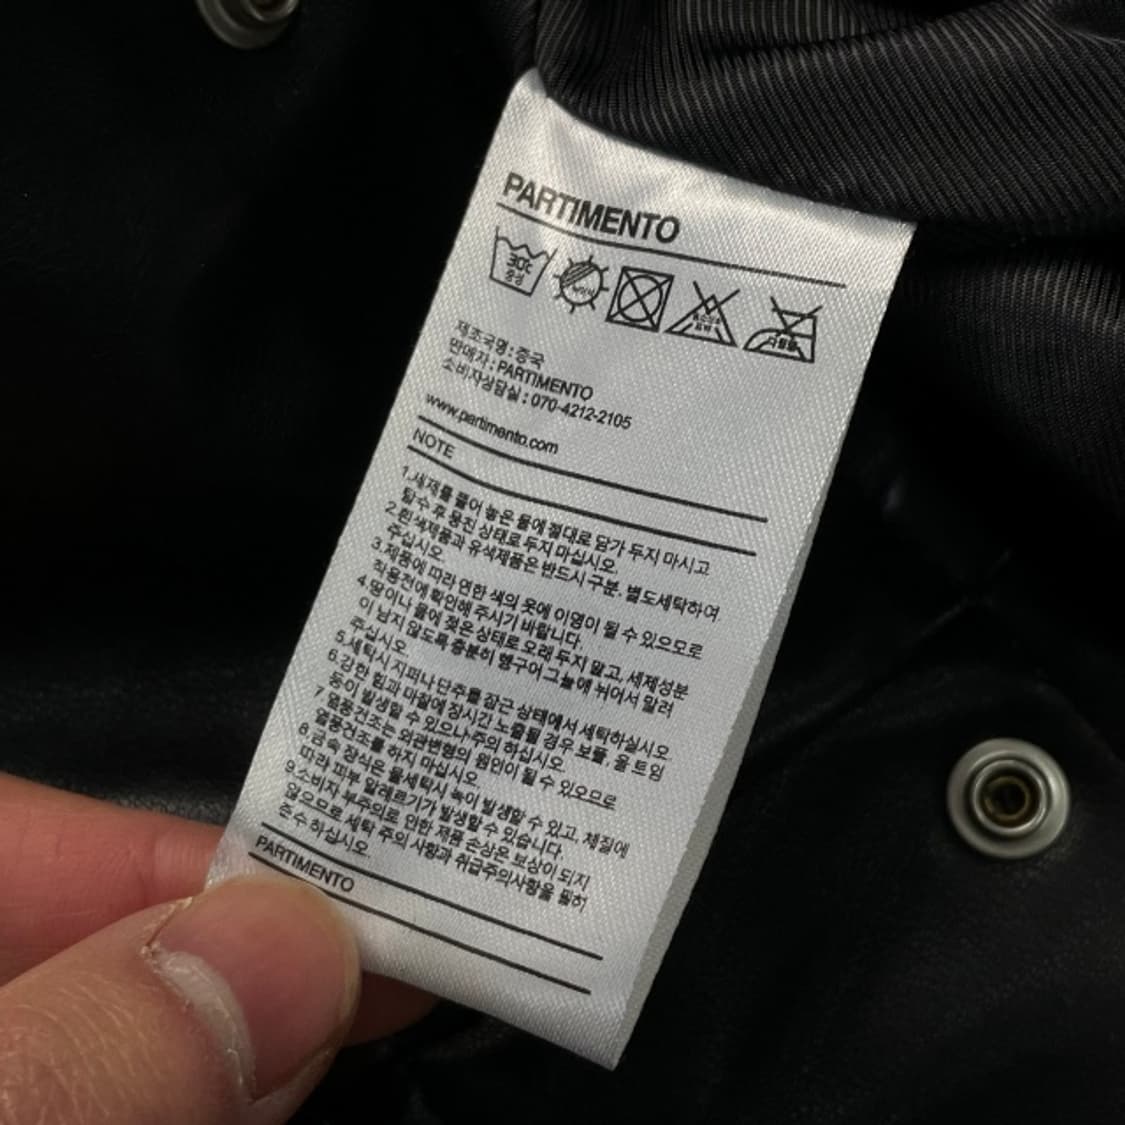 PARTIMENTO
30℃
중성
제조국명 : 중국
판매자 : PARTIMENTO
소비자상담실 : 070-4212-2105
www.partimento.com
NOTE
1.세재를 풀어 놓은 물에 절대로 담가 두지 마시고
탈수 후 뭉친 상태로 두지 마십시오.
2.흰색제품과 유색제품은 반드시 구분, 별도세탁하여
주십시오.
3.제품에 따라 연한 색의 옷에 이염이 될 수 있으므로
착용전에 확인해 주시기 바랍니다.
4.땀이나 물에 젖은 상태로 오래 두지 말고, 세제성분
이 남지 않도록 충분히 헹구어 그늘에 뉘어서 말려
주십시오.
5.세탁시 지퍼나 단추를 잠근 상태에서 세탁하실시오.
6.강한 힘과 마찰에 장시간 노출될 경우 보풀, 올 트임
등이 발생할 수 있으나 주의 하십시오.
7 열풍건조는 외관변형의 원인이 될 수 있으므로
열풍건조를 하지 마십시오.
8.금속 장식은 물세탁시 녹이 발생할 수 있고, 체질에
따라 피부 알레르기가 발생할 수 있습니다.
9.소비자 부주의로 인한 제품 손상은 보상이 되지
않으므로 세탁 주의 사항과 취급주의사항을 필히
준수 하십시오.
PARTIMENTO